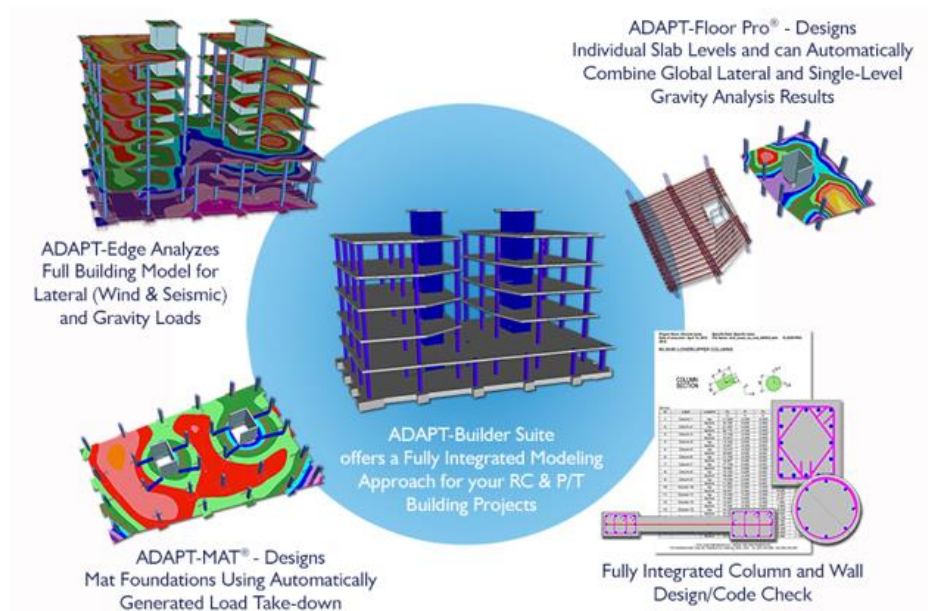 ADAPT-Edge Analyzes
Full Building Model for
Lateral (Wind & Seismic)
and Gravity Loads
ADAPT-Floor Pro® - Designs
Individual Slab Levels and can Automatically
Combine Global Lateral and Single-Level
Gravity Analysis Results
ADAPT-Builder Suite
offers a Fully Integrated Modeling
Approach for your RC & P/T
Building Projects
ADAPT-MAT® - Designs
Mat Foundations Using Automatically
Generated Load Take-down
COLUMN
SECTION
Fully Integrated Column and Wall
Design/Code Check